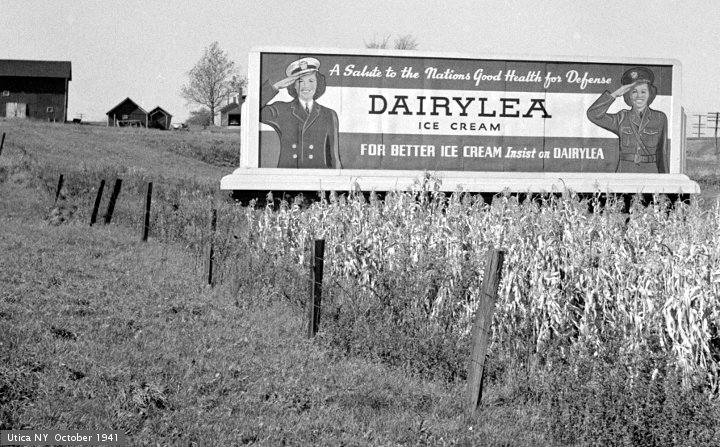 A Salute to the Nations Good Health for Defense
DAIRYLEA
ICE CREAM
FOR BETTER ICE CREAM Insist on DAIRYLEA
Utica NY October 1941